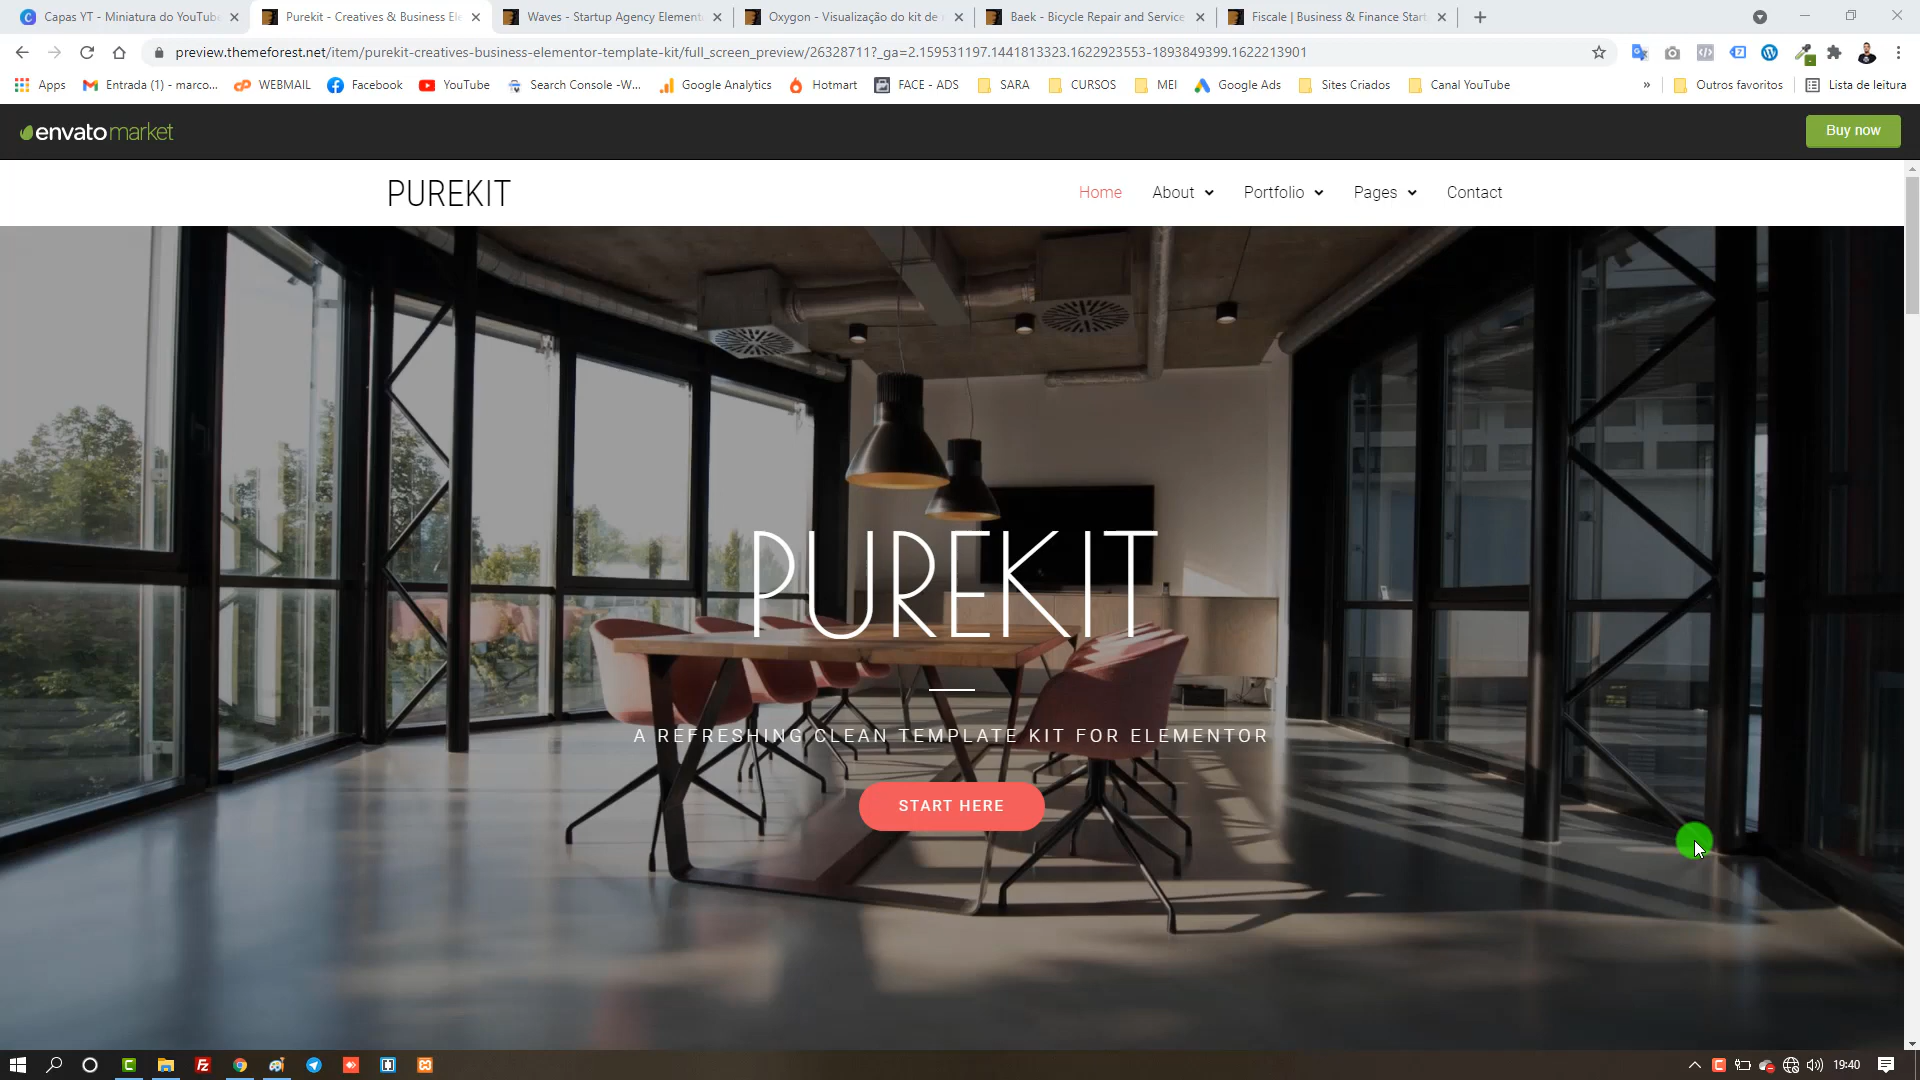 Capas YT - Miniatura do YouTube
Purekit - Creatives & Business Ele
Waves - Startup Agency Element
Oxygon - Visualização do kit de
Baek - Bicycle Repair and Service
Fiscale | Business & Finance Start
preview.themeforest.net/item/purekit-creatives-business-elementor-template-kit/full_screen_preview/26328711?_ga=2.159531197.1441813323.1622923553-1893849399.1622213901
Apps
Entrada (1) - marco...
WEBMAIL
Facebook
YouTube
Search Console -W...
Google Analytics
Hotmart
FACE - ADS
SARA
CURSOS
MEI
Google Ads
Sites Criados
Canal YouTube
»
Outros favoritos
Lista de leitura
envatomarket
Buy now
PUREKIT
Home
About
Portfolio
Pages
Contact
PUREKIT
A REFRESHING CLEAN TEMPLATE KIT FOR ELEMENTOR
START HERE
19:40